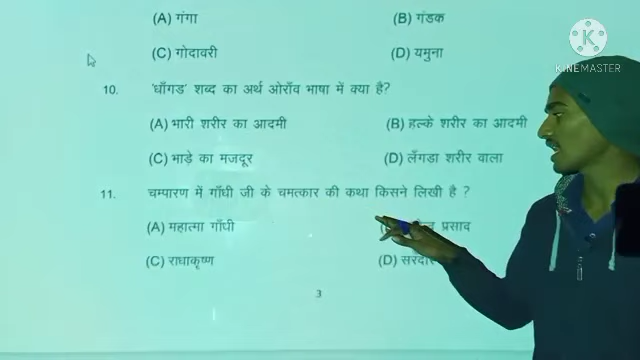 (A) गंगा (B) गंडक
(C) गोदावरी (D) यमुना
10. 'धाँगड' शब्द का अर्थ ओराँव भाषा में क्या है?
(A) भारी शरीर का आदमी (B) हल्के शरीर का आदमी
(C) भाड़े का मजदूर (D) लँगडा शरीर वाला
11. चम्पारण में गाँधी जी के चमत्कार की कथा किसने लिखी है ?
(A) महात्मा गाँधी प्रसाद
(C) राधाकृष्ण (D) सरदार
3
K
KINEMASTER